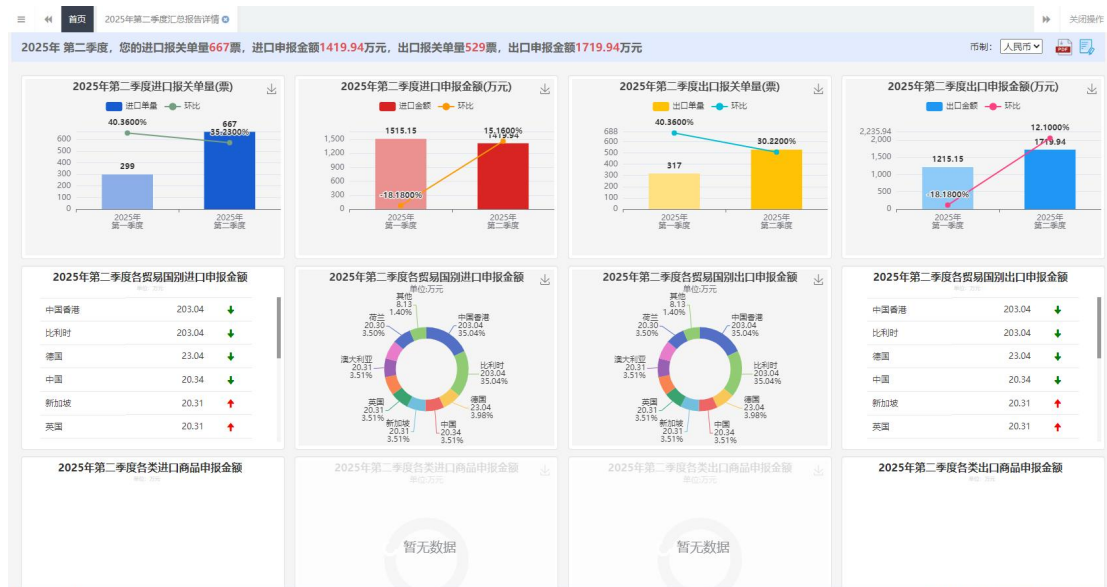 首页
2025年第二季度汇总报告详情
关闭操作
2025年 第二季度，您的进口报关单量667票，进口申报金额1419.94万元，出口报关单量529票，出口申报金额1719.94万元
币制：
人民币
2025年第二季度进口报关单量(票)
进口单量 环比
40.3600%
667
35.2300%
299
600
500
400
300
200
100
0
2025年
第一季度
2025年
第二季度
2025年第二季度进口申报金额(万元)
进口金额 环比
1515.15
15.1600%
1419.94
-18.1800%
1,500
1,200
900
600
300
0
2025年
第一季度
2025年
第二季度
2025年第二季度出口报关单量(票)
出口单量 环比
40.3600%
30.2200%
317
688
600
500
400
300
200
100
0
2025年
第一季度
2025年
第二季度
2025年第二季度出口申报金额(万元)
出口金额 环比
12.1000%
1719.94
1215.15
-18.1800%
2,235.94
2,000
1,500
1,000
500
0
2025年
第一季度
2025年
第二季度
2025年第二季度各贸易国别进口申报金额
单位: 万元
中国香港 203.04
比利时 203.04
德国 23.04
中国 20.34
新加坡 20.31
英国 20.31
2025年第二季度各贸易国别进口申报金额
单位:万元
其他
8.13
1.40%
荷兰
20.30
3.50%
中国香港
203.04
35.04%
澳大利亚
20.31
3.51%
比利时
203.04
35.04%
英国
20.31
3.51%
德国
23.04
3.98%
新加坡
20.31
3.51%
中国
20.34
3.51%
2025年第二季度各贸易国别出口申报金额
单位:万元
其他
8.13
1.40%
荷兰
20.30
3.50%
中国香港
203.04
35.04%
澳大利亚
20.31
3.51%
比利时
203.04
35.04%
英国
20.31
3.51%
德国
23.04
3.98%
新加坡
20.31
3.51%
中国
20.34
3.51%
2025年第二季度各贸易国别出口申报金额
单位: 万元
中国香港 203.04
比利时 203.04
德国 23.04
中国 20.34
新加坡 20.31
英国 20.31
2025年第二季度各类进口商品申报金额
单位: 万元
2025年第二季度各类进口商品申报金额
单位:万元
暂无数据
2025年第二季度各类出口商品申报金额
单位:万元
暂无数据
2025年第二季度各类出口商品申报金额
单位: 万元